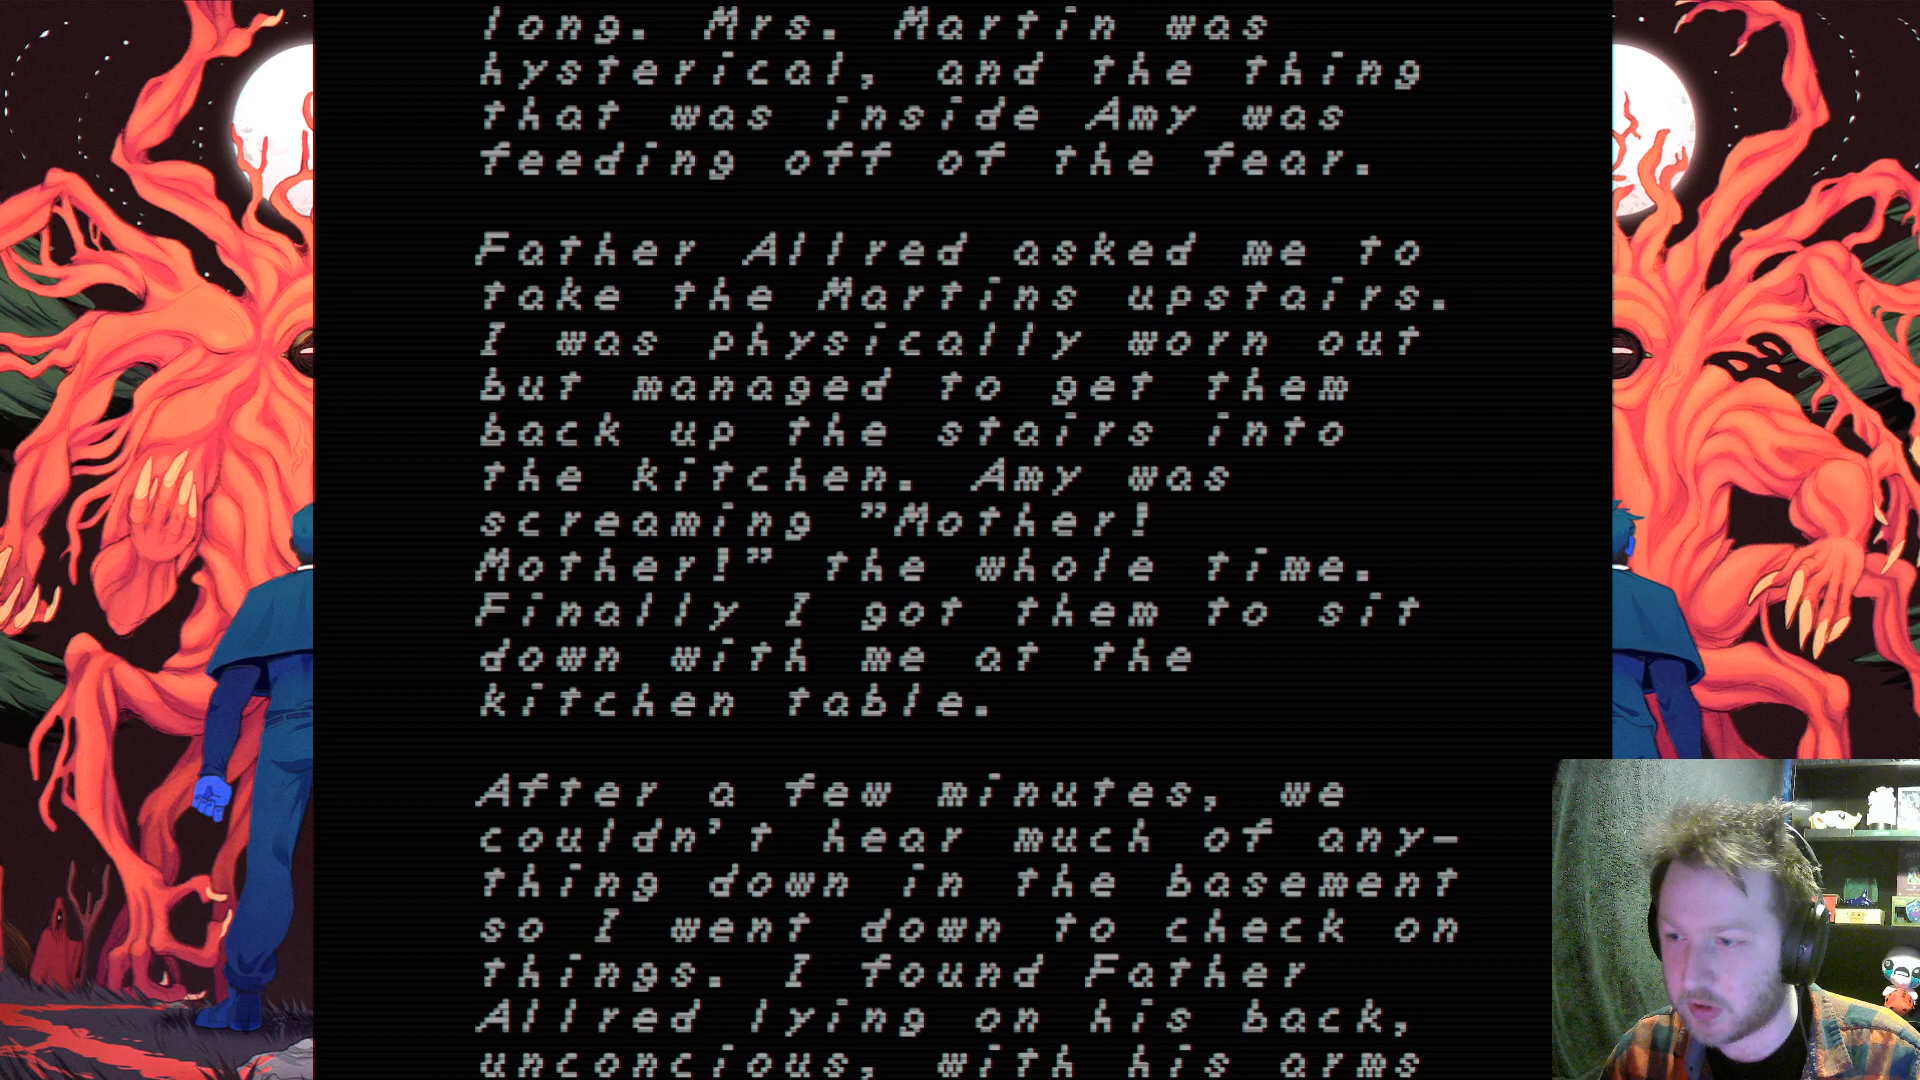 long. Mrs. Martin was
hysterical, and the thing
that was inside Amy was
feeding off of the fear.
Father Allred asked me to
take the Martins upstairs.
I was physically worn out
but managed to get them
back up the stairs into
the kitchen. Amy was
screaming "Mother!
Mother!" the whole time.
Finally I got them to sit
down with me at the
kitchen table.
After a few minutes, we
couldn't hear much of any-
thing down in the basement
so I went down to check on
things. I found Father
Allred lying on his back,
unconcious, with his arms